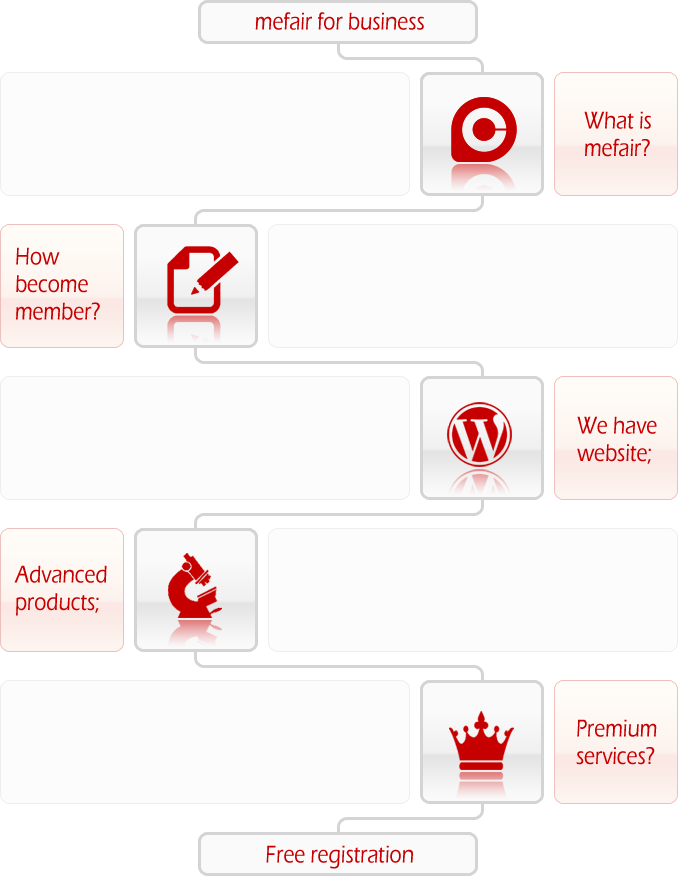 mefair for business
What is
mefair?
How
become
member?
We have
website;
Advanced
products;
Premium
services?
Free registration